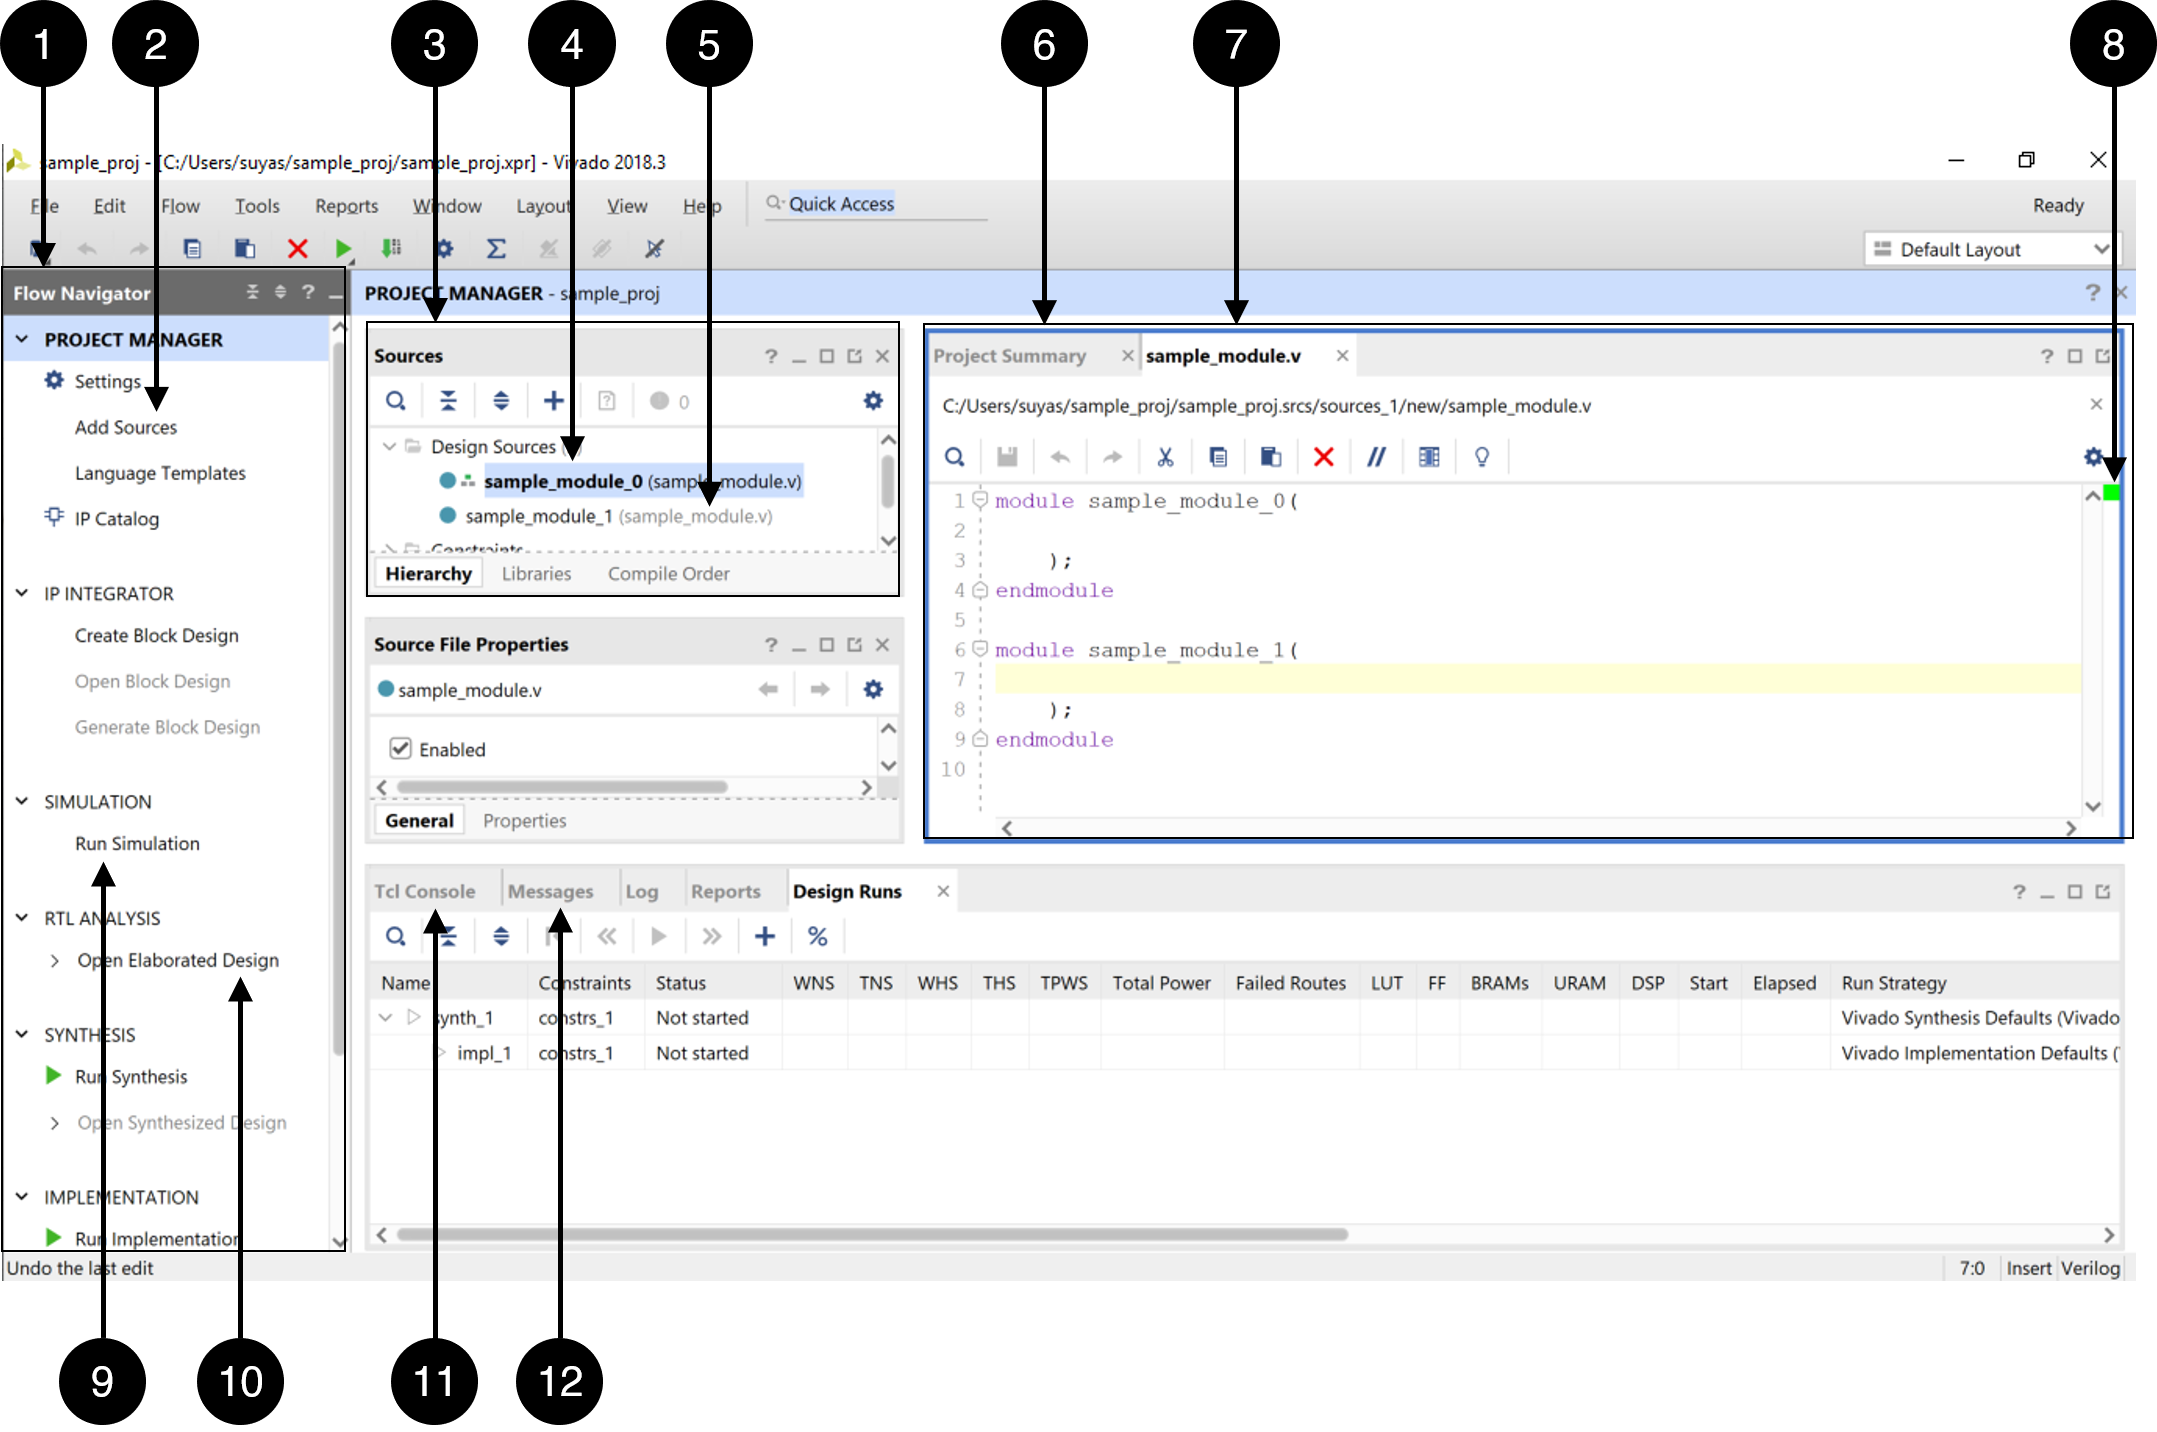 1 2 3 4 5 6 7 8
sample_proj - [C:/Users/suyas/sample_proj/sample_proj.xpr] - Vivado 2018.3
File Edit Flow Tools Reports Window Layout View Help Quick Access Ready
Default Layout
Flow Navigator
PROJECT MANAGER
Settings
Add Sources
Language Templates
IP Catalog
IP INTEGRATOR
Create Block Design
Open Block Design
Generate Block Design
SIMULATION
Run Simulation
RTL ANALYSIS
Open Elaborated Design
SYNTHESIS
Run Synthesis
Open Synthesized Design
IMPLEMENTATION
Run Implementation
PROJECT MANAGER - sample_proj
Sources
0
Design Sources
sample_module_0 (sample_module.v)
sample_module_1 (sample_module.v)
Constraints
Hierarchy Libraries Compile Order
Source File Properties
sample_module.v
Enabled
General Properties
Project Summary sample_module.v
C:/Users/suyas/sample_proj/sample_proj.srcs/sources_1/new/sample_module.v
1 module sample_module_0(
2
3 );
4 endmodule
5
6 module sample_module_1(
7
8 );
9 endmodule
10
Tcl Console Messages Log Reports Design Runs
Name Constraints Status WNS TNS WHS THS TPWS Total Power Failed Routes LUT FF BRAMs URAM DSP Start Elapsed Run Strategy
synth_1 constrs_1 Not started Vivado Synthesis Defaults (Vivado
impl_1 constrs_1 Not started Vivado Implementation Defaults (
Undo the last edit 7:0 Insert Verilog
9 10 11 12